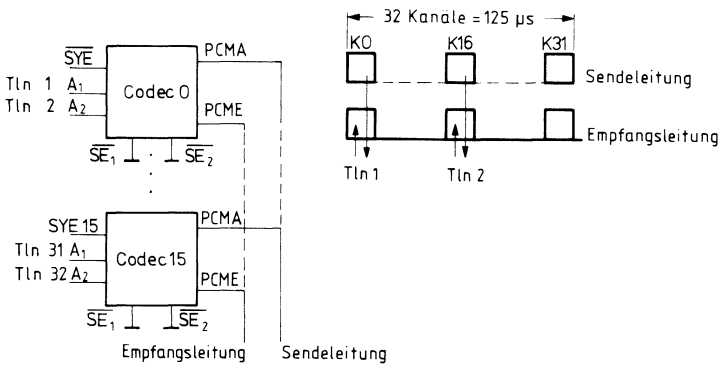 SYE
Tln 1 A1
Tln 2 A2
Codec 0
PCMA
PCME
SE1 SE2
SYE 15
Tln 31 A1
Tln 32 A2
Codec 15
PCMA
PCME
SE1 SE2
Empfangsleitung Sendeleitung
32 Kanäle = 125 µs
K0 K16 K31
Sendeleitung
Empfangsleitung
Tln 1 Tln 2